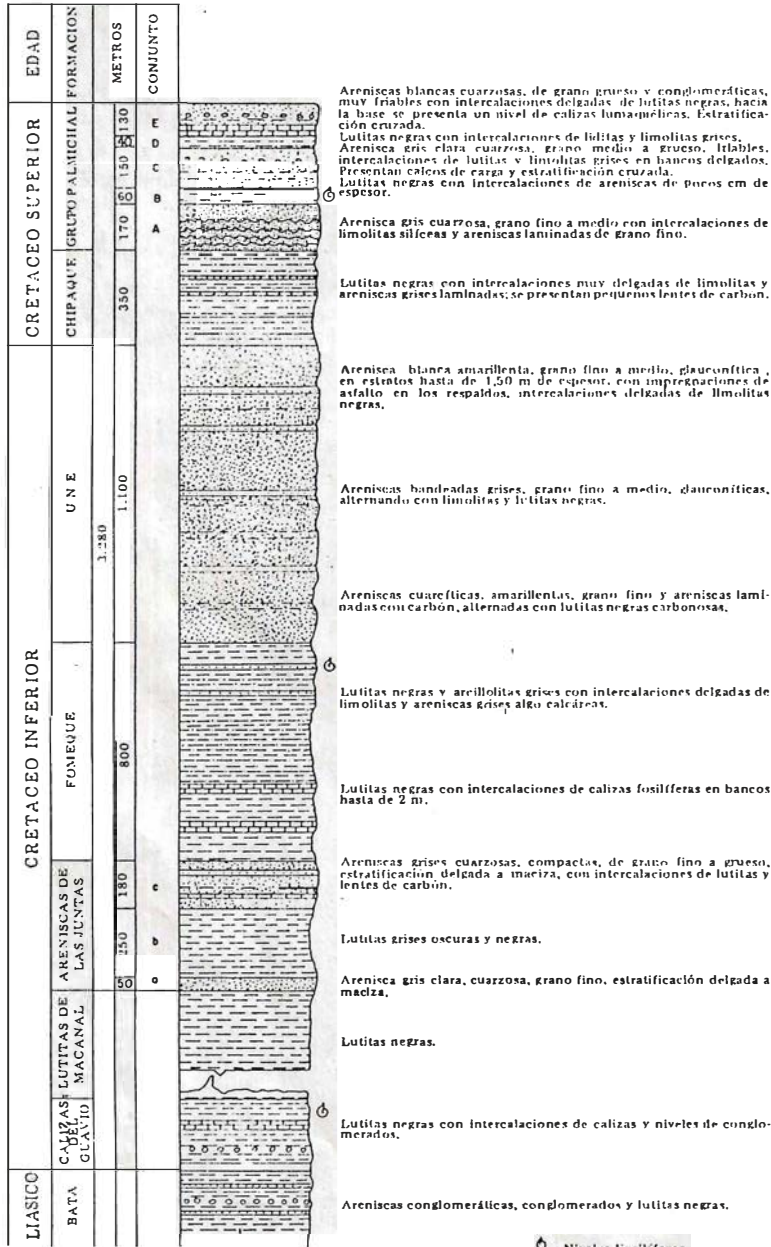 EDAD
FORMACION
METROS
CONJUNTO
CRETACEO SUPERIOR
CRETACEO INFERIOR
LIASICO
GRUPO PALMICHAL
CHIPAQUE
UNE
FOMEQUE
ARENISCAS DE
LAS JUNTAS
LUTITAS DE
MACANAL
CALIZAS
DEL
GUAVIO
BATA
3.280
130
40
150
60
170
350
1.100
800
180
250
50
E
D
C
B
A
c
b
a
Areniscas blancas cuarzosas, de grano grueso y conglomeráticas,
muy friables con intercalaciones delgadas de lutitas negras, hacia
la base se presenta un nivel de calizas lumaquélicas. Estratifica-
ción cruzada.
Lutitas negras con intercalaciones de liditas y limolitas grises.
Arenisca gris clara cuarzosa, grano medio a grueso, friables,
intercalaciones de lutitas y limolitas grises en bancos delgados.
Presentan calcos de carga y estratificación cruzada.
Lutitas negras con intercalaciones de areniscas de pocos cm de
espesor.
Arenisca gris cuarzosa, grano fino a medio con intercalaciones de
limolitas silíceas y areniscas laminadas de grano fino.
Lutitas negras con intercalaciones muy delgadas de limolitas y
areniscas grises laminadas; se presentan pequenos lentes de carbón.
Arenisca blanca amarillenta, grano fino a medio, glauconítica ,
en estratos hasta de 1,50 m de espesor, con impregnaciones de
asfalto en los respaldos, intercalaciones delgadas de limolitas
negras.
Areniscas bandeadas grises, grano fino a medio, glauconíticas,
alternando con limolitas y lutitas negras.
Areniscas cuarcíticas, amarillentas, grano fino y areniscas lami-
nadas con carbón, alternadas con lutitas negras carbonosas.
Lutitas negras y arcillolitas grises con intercalaciones delgadas de
limolitas y areniscas grises algo calcáreas.
Lutitas negras con intercalaciones de calizas fosilíferas en bancos
hasta de 2 m.
Areniscas grises cuarzosas, compactas, de grano fino a grueso,
estratificación delgada a maciza, con intercalaciones de lutitas y
lentes de carbón.
Lutitas grises oscuras y negras.
Arenisca gris clara, cuarzosa, grano fino, estratificación delgada a
maciza.
Lutitas negras.
Lutitas negras con intercalaciones de calizas y niveles de conglo-
merados.
Areniscas conglomeráticas, conglomerados y lutitas negras.